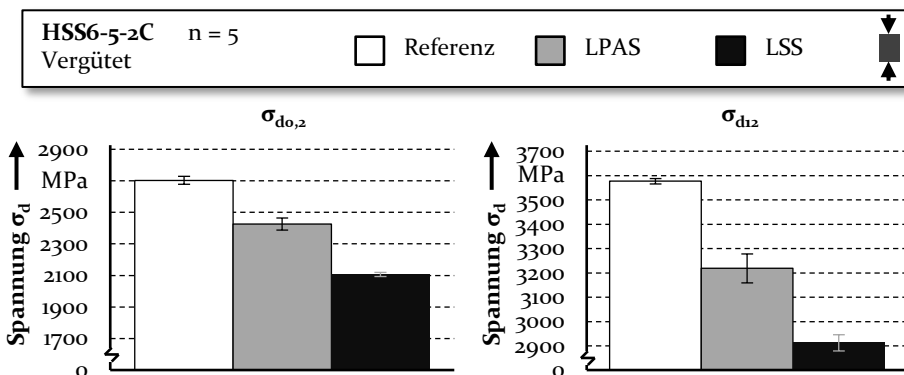 HSS6-5-2C n = 5
Vergütet
Referenz
LPAS
LSS
σd0,2
Spannung σd
2900
MPa
2500
2300
2100
1900
1700
0
σd12
Spannung σd
3700
MPa
3500
3400
3300
3200
3100
3000
2900
0